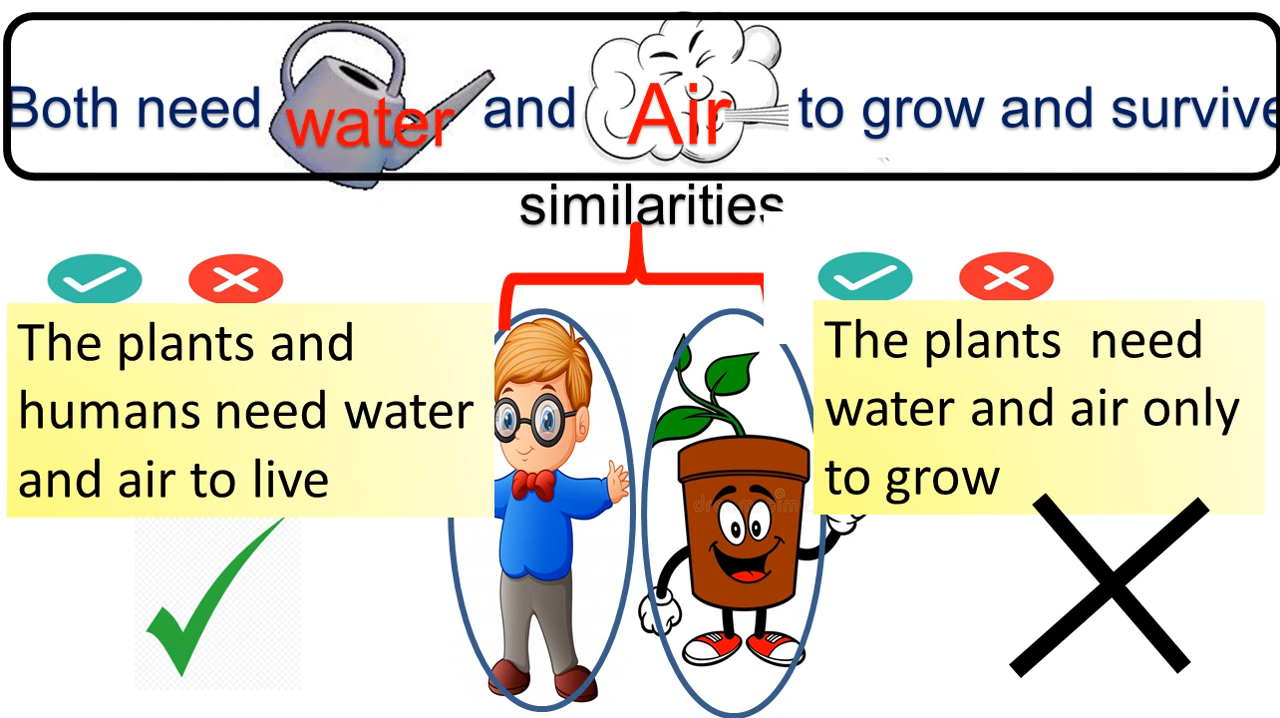 Both need water and Air to grow and survive
similarities
The plants and
humans need water
and air to live
The plants need
water and air only
to grow